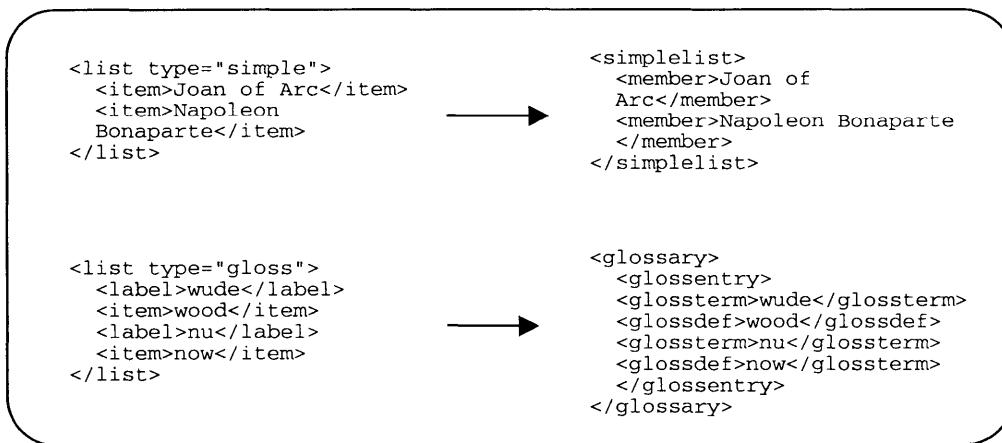 <list type="simple">
<item>Joan of Arc</item>
<item>Napoleon
Bonaparte</item>
</list>
<simplelist>
<member>Joan of
Arc</member>
<member>Napoleon Bonaparte
</member>
</simplelist>
<list type="gloss">
<label>wude</label>
<item>wood</item>
<label>nu</label>
<item>now</item>
</list>
<glossary>
<glossentry>
<glossterm>wude</glossterm>
<glossdef>wood</glossdef>
<glossterm>nu</glossterm>
<glossdef>now</glossterm>
</glossentry>
</glossary>